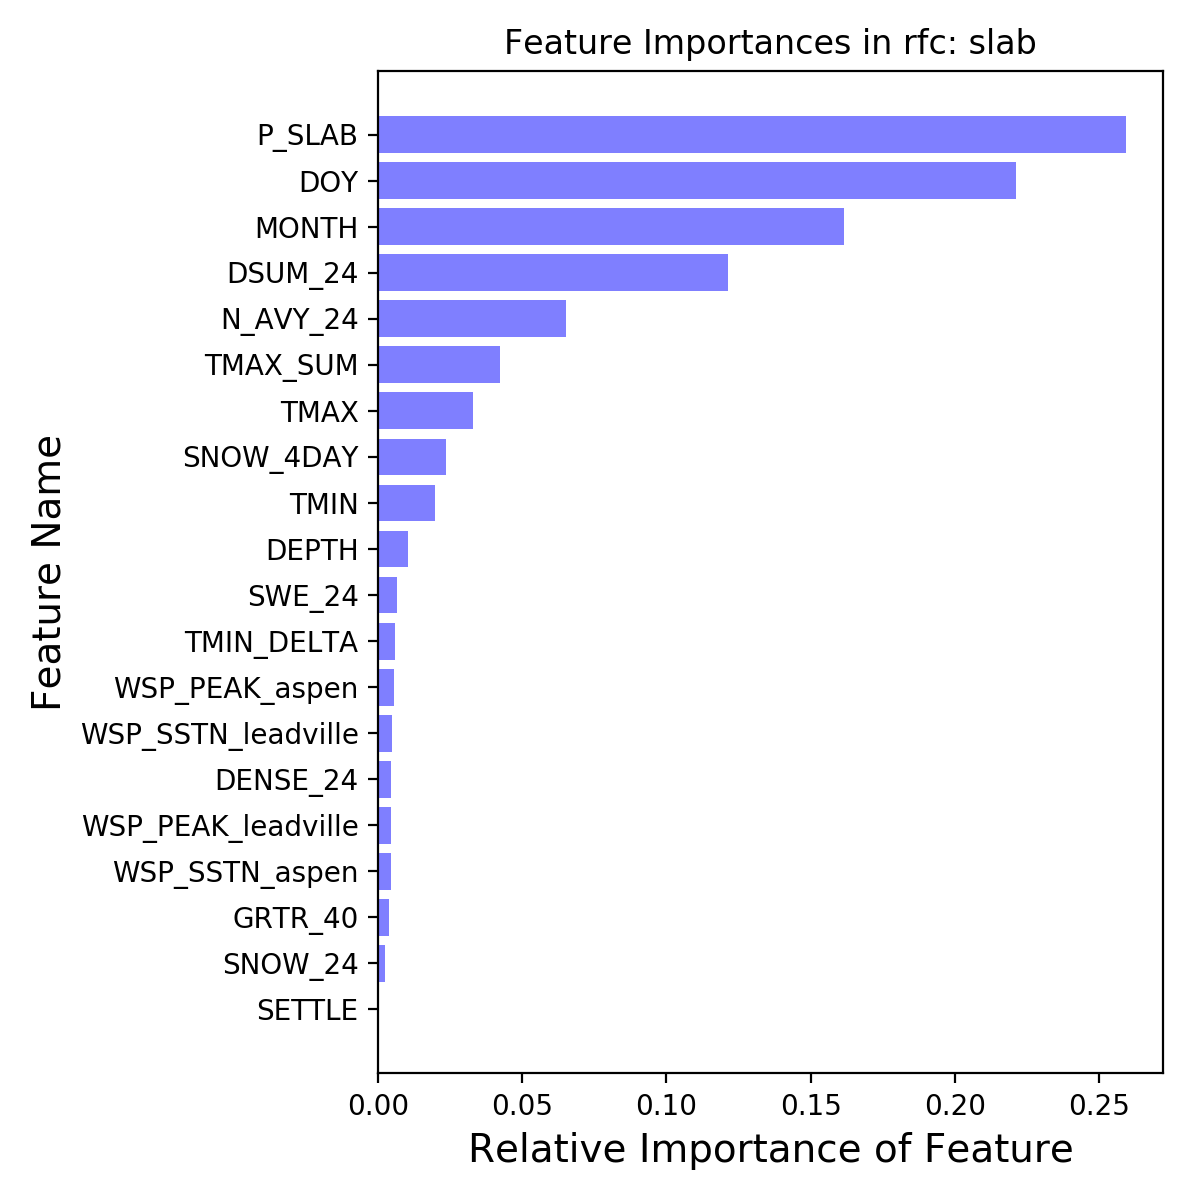 Feature Importances in rfc: slab
Feature Name
P_SLAB
DOY
MONTH
DSUM_24
N_AVY_24
TMAX_SUM
TMAX
SNOW_4DAY
TMIN
DEPTH
SWE_24
TMIN_DELTA
WSP_PEAK_aspen
WSP_SSTN_leadville
DENSE_24
WSP_PEAK_leadville
WSP_SSTN_aspen
GRTR_40
SNOW_24
SETTLE
0.00 0.05 0.10 0.15 0.20 0.25
Relative Importance of Feature